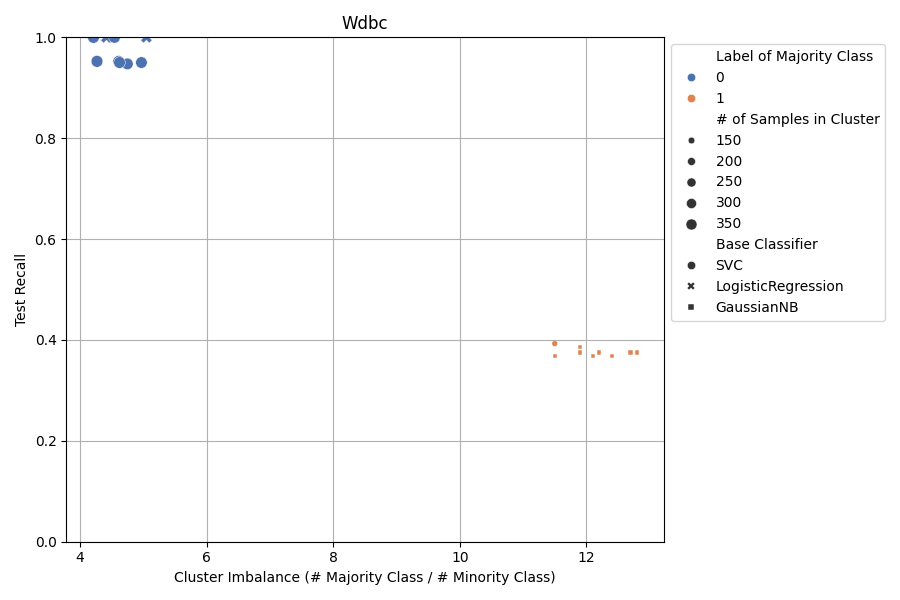 Wdbc
1.0
0.8
0.6
0.4
0.2
0.0
Test Recall
4
6
8
10
12
Cluster Imbalance (# Majority Class / # Minority Class)
Label of Majority Class
0
1
# of Samples in Cluster
150
200
250
300
350
Base Classifier
SVC
LogisticRegression
GaussianNB